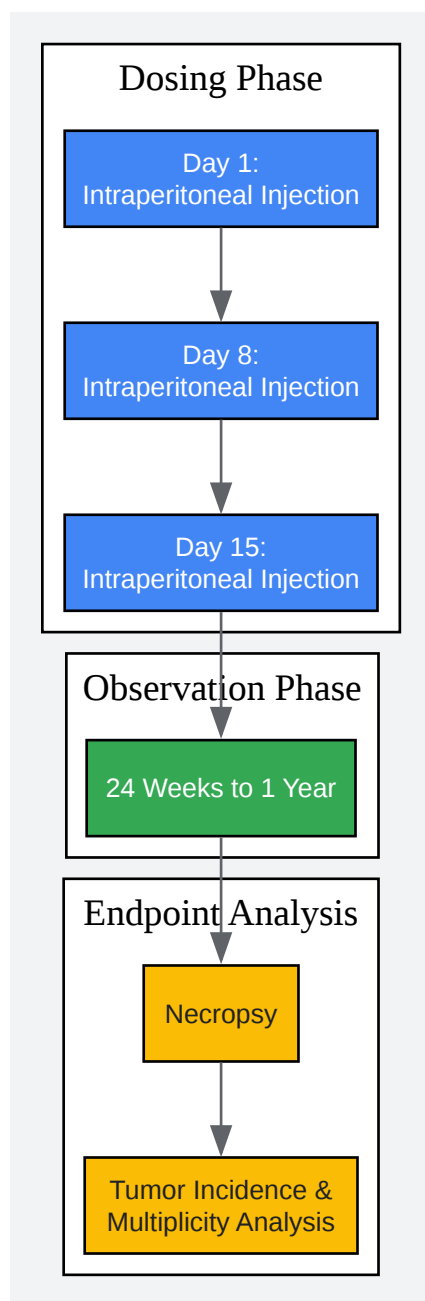 Dosing Phase
Day 1:
Intraperitoneal Injection
Day 8:
Intraperitoneal Injection
Day 15:
Intraperitoneal Injection
Observation Phase
24 Weeks to 1 Year
Endpoint Analysis
Necropsy
Tumor Incidence &
Multiplicity Analysis